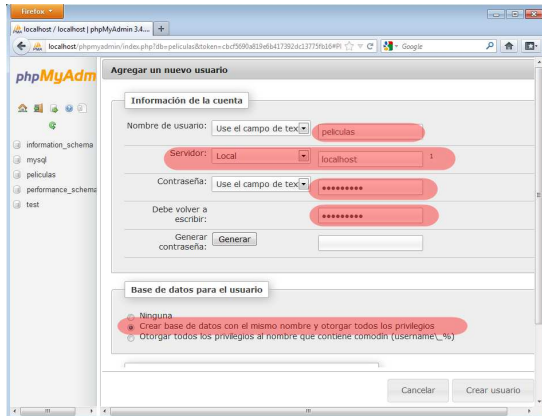 Firefox
localhost / localhost | phpMyAdmin 3.4....
localhost/phpmyadmin/index.php?db=peliculas&token=cbcf5690a819e6b417392dc13775fb16#PI
Google
phpMyAdm
Agregar un nuevo usuario
Información de la cuenta
Nombre de usuario: Use el campo de tex peliculas
Servidor: Local localhost 1
Contraseña: Use el campo de tex •••••••••
Debe volver a
escribir: •••••••••
Generar
contraseña: Generar
information_schema
mysql
peliculas
performance_schema
test
Base de datos para el usuario
Ninguna
Crear base de datos con el mismo nombre y otorgar todos los privilegios
Otorgar todos los privilegios al nombre que contiene comodín (username\_%)
Cancelar Crear usuario